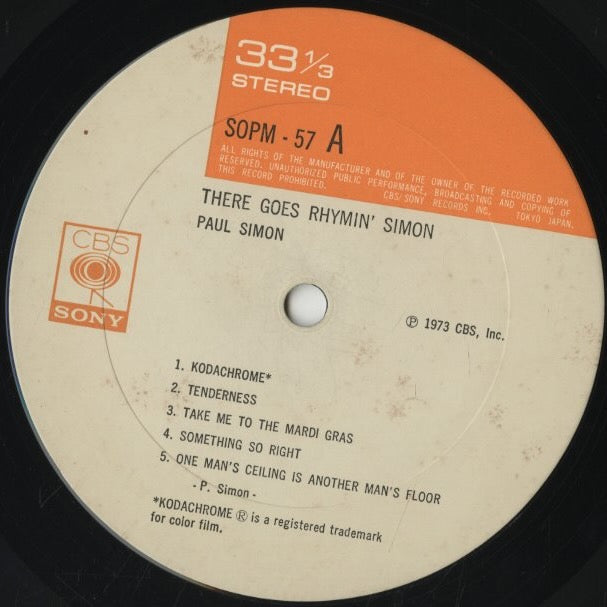 33 1/3
STEREO
SOPM - 57 A
ALL RIGHTS OF THE MANUFACTURER AND OF THE OWNER OF THE RECORDED WORK
RESERVED. UNAUTHORIZED PUBLIC PERFORMANCE, BROADCASTING AND COPYING OF
THIS RECORD PROHIBITED. CBS/SONY RECORDS INC. TOKYO JAPAN.
THERE GOES RHYMIN' SIMON
PAUL SIMON
CBS
SONY
℗ 1973 CBS, Inc.
1. KODACHROME*
2. TENDERNESS
3. TAKE ME TO THE MARDI GRAS
4. SOMETHING SO RIGHT
5. ONE MAN'S CEILING IS ANOTHER MAN'S FLOOR
- P. Simon -
*KODACHROME ® is a registered trademark
for color film.